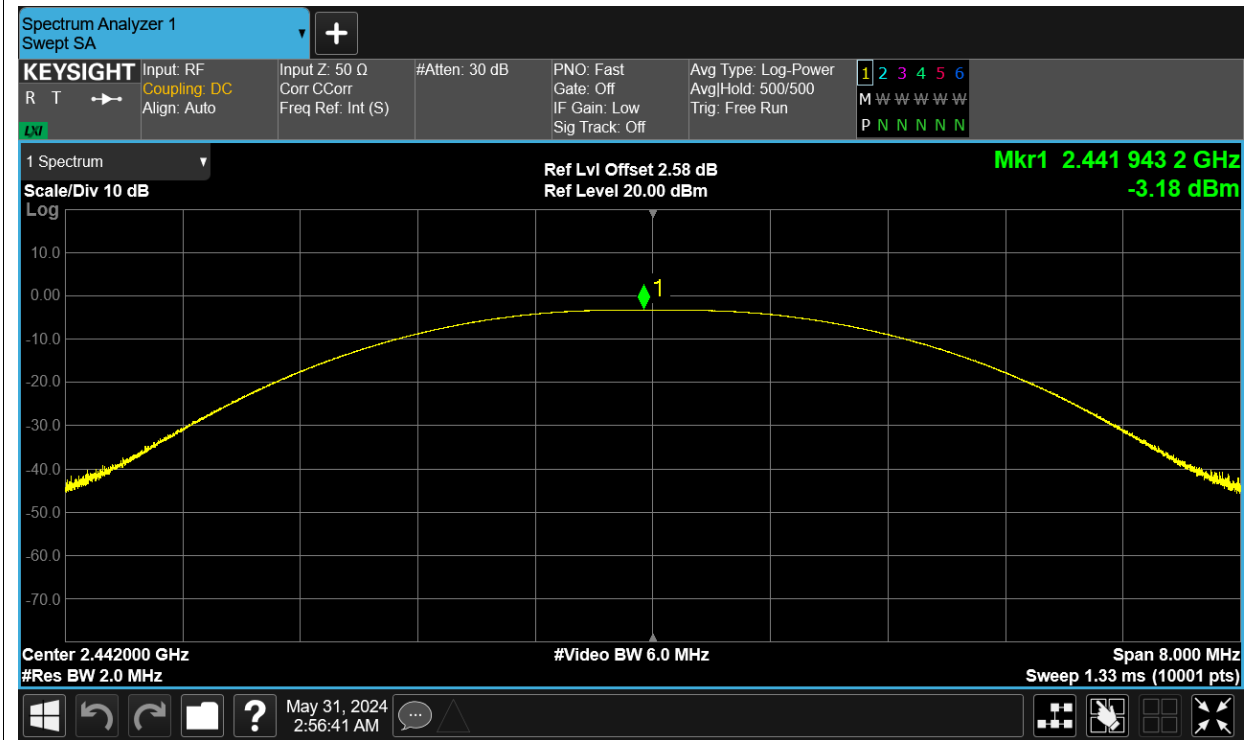 Spectrum Analyzer 1
Swept SA
KEYSIGHT
R T
LXI
Input: RF
Coupling: DC
Align: Auto
Input Z: 50 Ω
Corr CCorr
Freq Ref: Int (S)
#Atten: 30 dB
PNO: Fast
Gate: Off
IF Gain: Low
Sig Track: Off
Avg Type: Log-Power
Avg|Hold: 500/500
Trig: Free Run
1 2 3 4 5 6
M W W W W W
P N N N N N
1 Spectrum
Scale/Div 10 dB
Log
Ref Lvl Offset 2.58 dB
Ref Level 20.00 dBm
Mkr1 2.441 943 2 GHz
-3.18 dBm
10.0
0.00
-10.0
-20.0
-30.0
-40.0
-50.0
-60.0
-70.0
1
Center 2.442000 GHz
#Res BW 2.0 MHz
#Video BW 6.0 MHz
Span 8.000 MHz
Sweep 1.33 ms (10001 pts)
?
May 31, 2024
2:56:41 AM